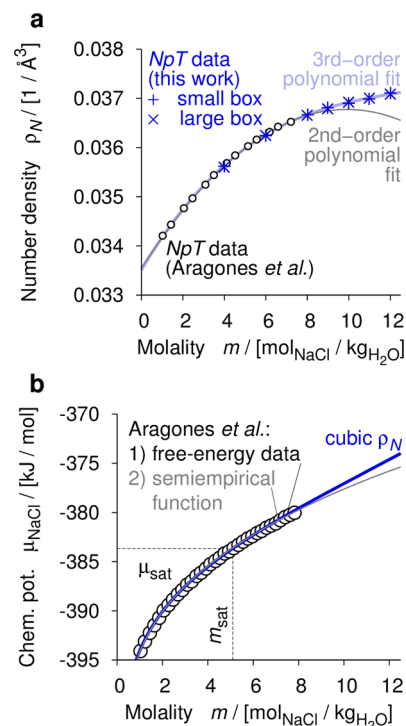 a
0.038
0.037
0.036
0.035
0.034
0.033
Number density ρN / [1 / Å3]
NpT data
(this work)
+ small box
× large box
3rd−order
polynomial fit
2nd−order
polynomial
fit
NpT data
(Aragones et al.)
0 2 4 6 8 10 12
Molality m / [molNaCl / kgH2O]
b
-370
-375
-380
-385
-390
-395
Chem. pot. μNaCl / [kJ / mol]
Aragones et al.:
1) free-energy data
2) semiempirical
function
cubic ρN
μsat
msat
0 2 4 6 8 10 12
Molality m / [molNaCl / kgH2O]